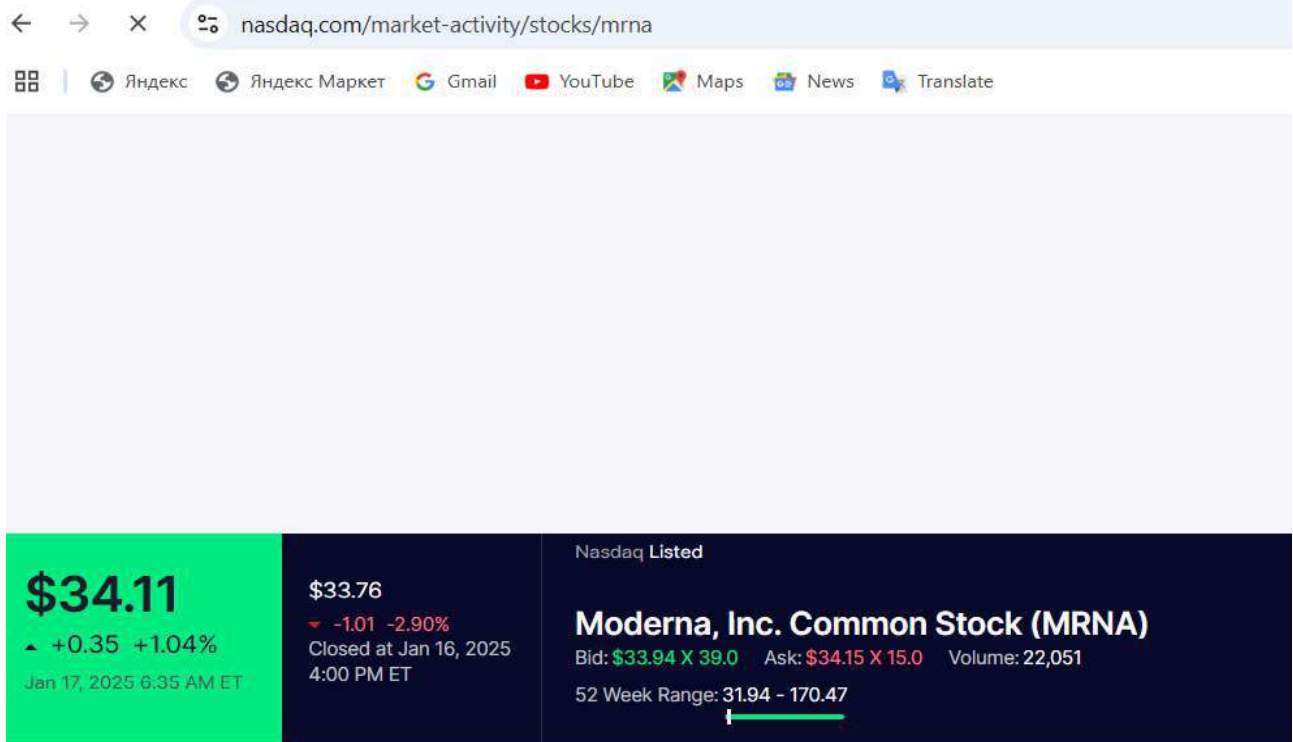 nasdaq.com/market-activity/stocks/mrna
Яндекс Яндекс Маркет Gmail YouTube Maps News Translate
$34.11
+0.35 +1.04%
Jan 17, 2025 6:35 AM ET
$33.76
-1.01 -2.90%
Closed at Jan 16, 2025
4:00 PM ET
Nasdaq Listed
Moderna, Inc. Common Stock (MRNA)
Bid: $33.94 X 39.0 Ask: $34.15 X 15.0 Volume: 22,051
52 Week Range: 31.94 - 170.47